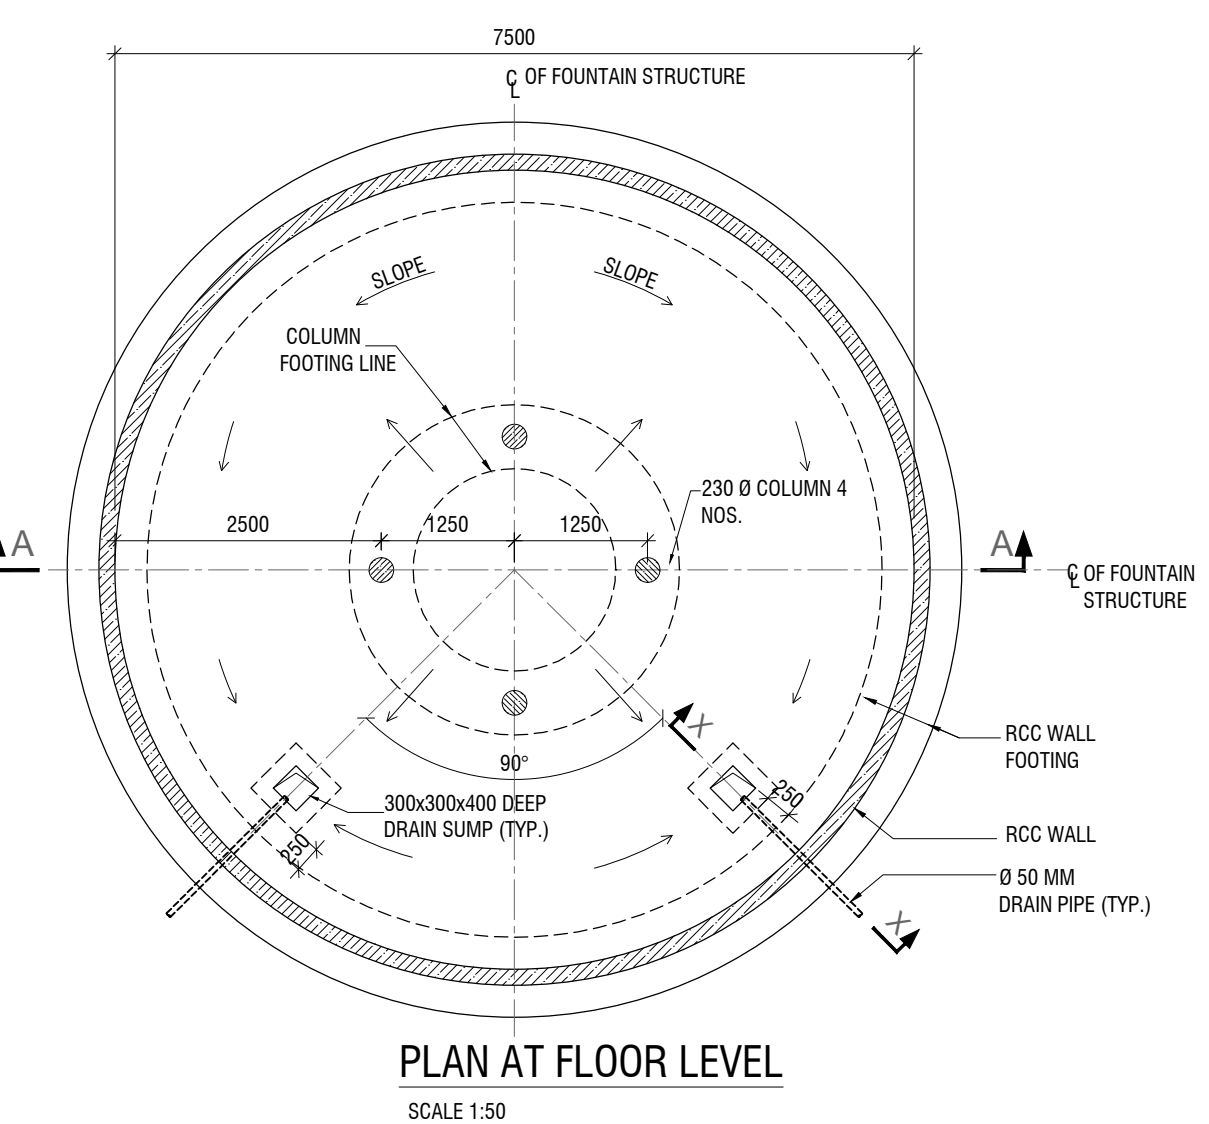 7500
℄ OF FOUNTAIN STRUCTURE
SLOPE
SLOPE
COLUMN
FOOTING LINE
230 Ø COLUMN 4
NOS.
2500
1250
1250
A
A
℄ OF FOUNTAIN
STRUCTURE
X
RCC WALL
FOOTING
90°
250
300x300x400 DEEP
DRAIN SUMP (TYP.)
250
RCC WALL
Ø 50 MM
DRAIN PIPE (TYP.)
X
PLAN AT FLOOR LEVEL
SCALE 1:50